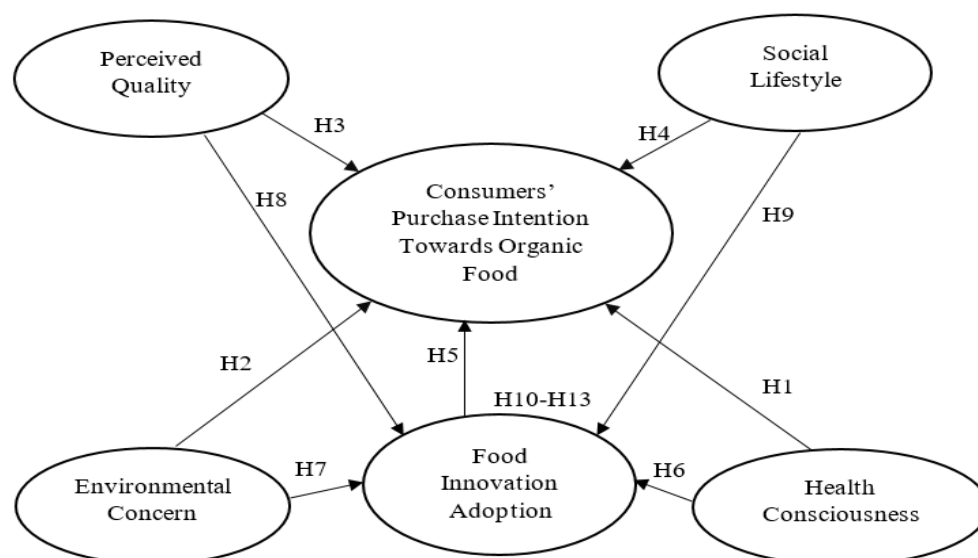 Perceived
Quality
Social
Lifestyle
H3
H4
Consumers’
Purchase Intention
Towards Organic
Food
H8
H9
H2
H5
H1
H10-H13
Environmental
Concern
H7
Food
Innovation
Adoption
H6
Health
Consciousness